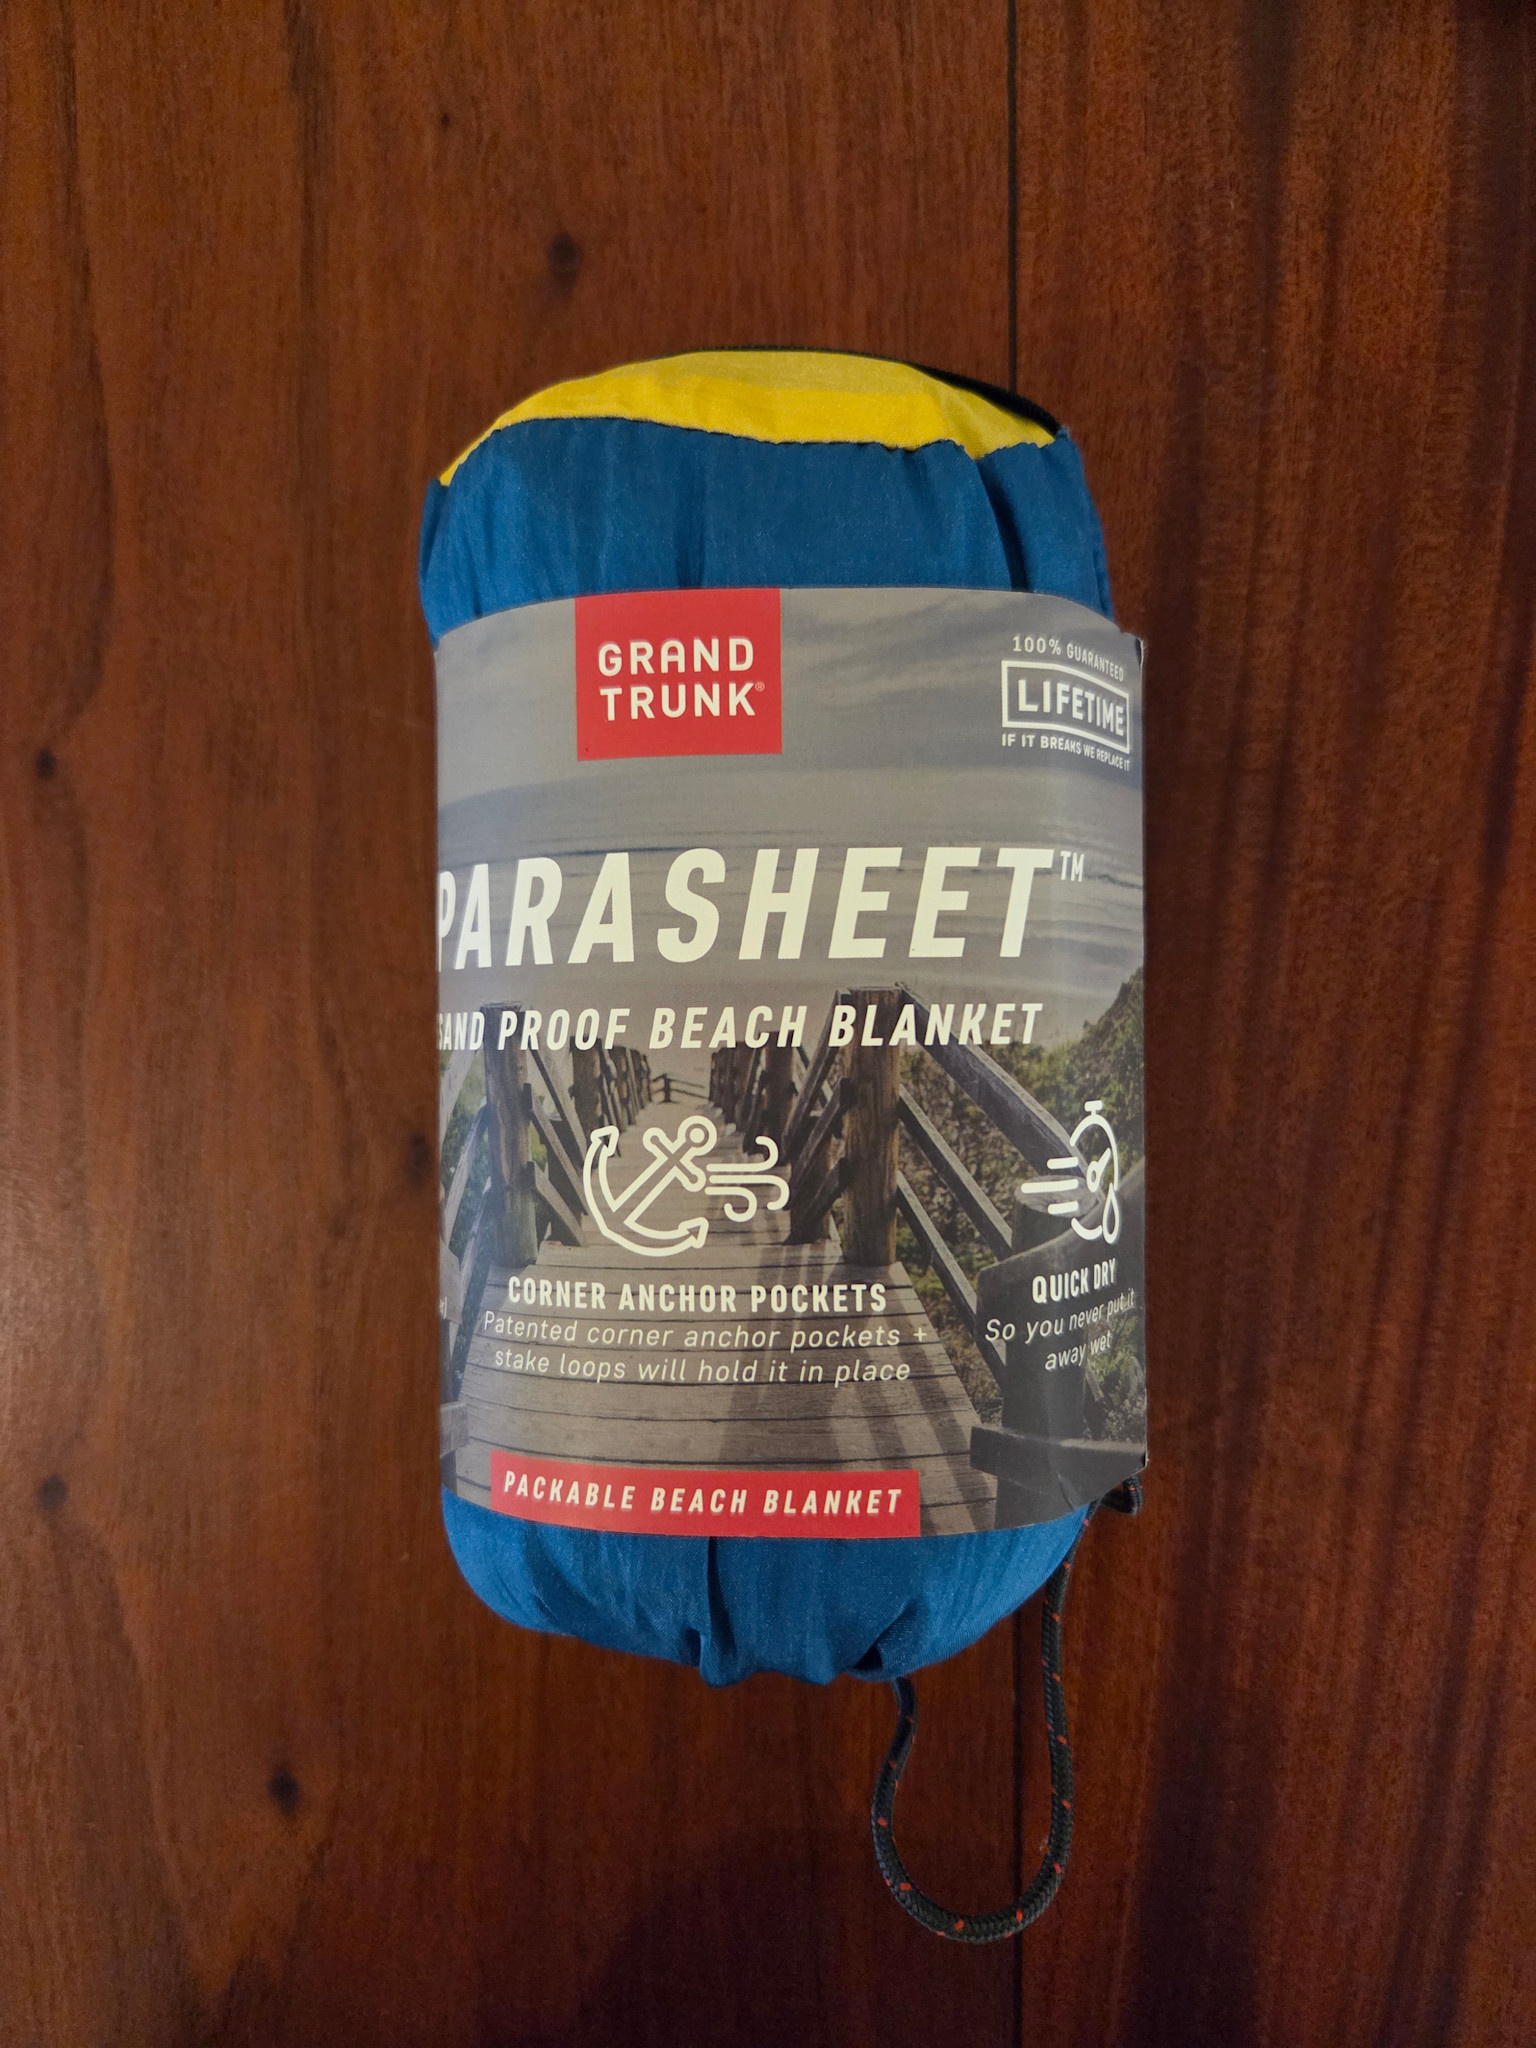 GRAND
TRUNK®
100% GUARANTEED
LIFETIME
IF IT BREAKS WE REPLACE IT
PARASHEET™
SAND PROOF BEACH BLANKET
CORNER ANCHOR POCKETS
Patented corner anchor pockets +
stake loops will hold it in place
QUICK DRY
So you never put it
away wet
PACKABLE BEACH BLANKET